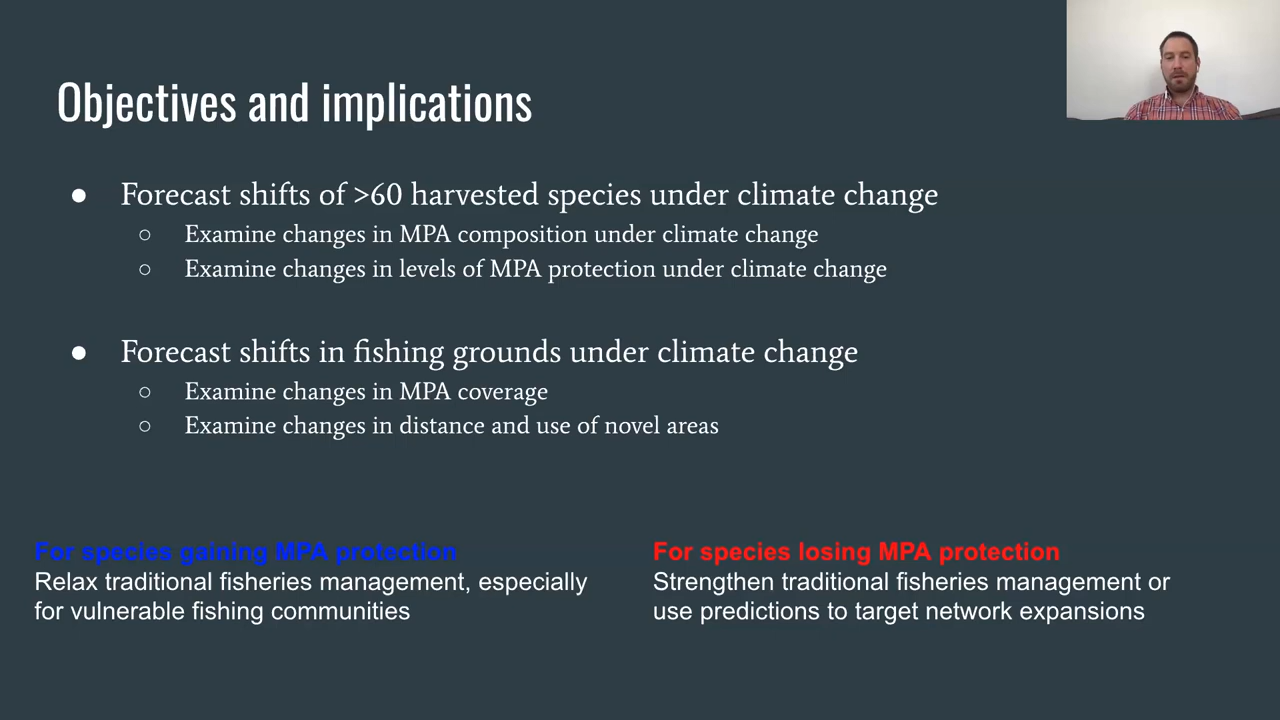 Objectives and implications
● Forecast shifts of >60 harvested species under climate change
○ Examine changes in MPA composition under climate change
○ Examine changes in levels of MPA protection under climate change
● Forecast shifts in fishing grounds under climate change
○ Examine changes in MPA coverage
○ Examine changes in distance and use of novel areas
For species gaining MPA protection
Relax traditional fisheries management, especially
for vulnerable fishing communities
For species losing MPA protection
Strengthen traditional fisheries management or
use predictions to target network expansions